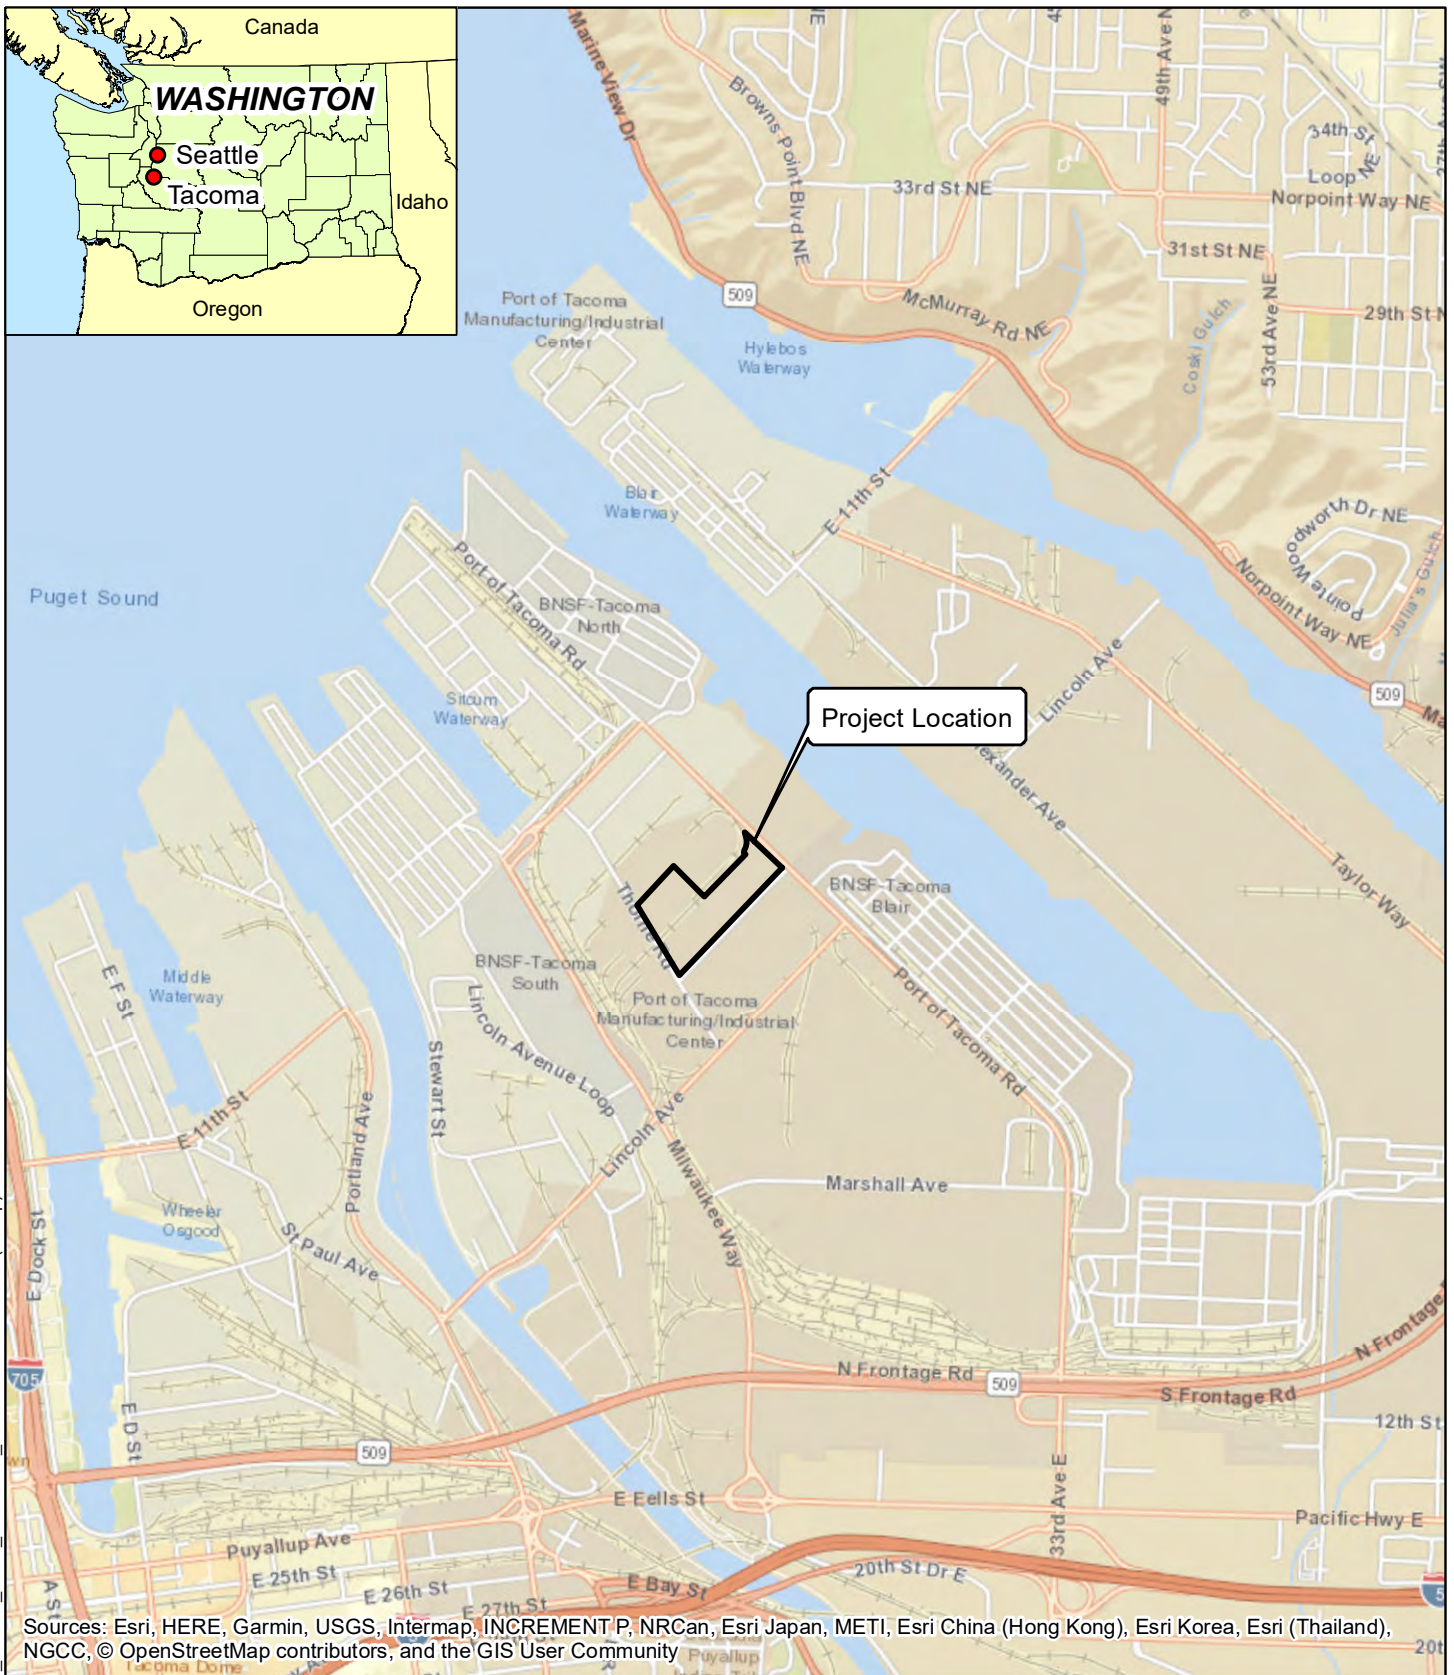 Canada
WASHINGTON
Seattle
Tacoma
Idaho
Oregon
Marine View Dr
Browns Point Blvd NE
49th Ave N
34th St
Loop NE
33rd St NE
Norpoint Way NE
31st St NE
509
McMurray Rd NE
53rd Ave NE
29th St N
Coski Gulch
Port of Tacoma
Manufacturing/Industrial
Center
Hylebos
Waterway
Blair
Waterway
E 11th St
Pointe Woodworth Dr NE
Julia's Gulch
Norpoint Way NE
Puget Sound
Port of Tacoma Rd
BNSF-Tacoma
North
Lincoln Ave
509
Ma
Sitcum
Waterway
Project Location
exander Ave
Taylor Way
Thorne Rd
BNSF-Tacoma
Blair
BNSF-Tacoma
South
Port of Tacoma
Manufacturing/Industrial
Center
Port of Tacoma Rd
E F St
Middle
Waterway
Lincoln Avenue Loop
Stewart St
E 11th St
Portland Ave
Lincoln Ave
Milwaukee Way
Marshall Ave
Wheeler
Osgood
St Paul Ave
E Dock St
N Frontage
705
N Frontage Rd
509
S Frontage Rd
12th St
E D St
509
wn
33rd Ave E
E Eells St
Pacific Hwy E
Puyallup Ave
E 25th St
E 26th St
E 27th St
E Bay St
20th St Dr E
5
A St
20t
Sources: Esri, HERE, Garmin, USGS, Intermap, INCREMENT P, NRCan, Esri Japan, METI, Esri China (Hong Kong), Esri Korea, Esri (Thailand),
NGCC, © OpenStreetMap contributors, and the GIS User Community
Tacoma Dome
Puyallup